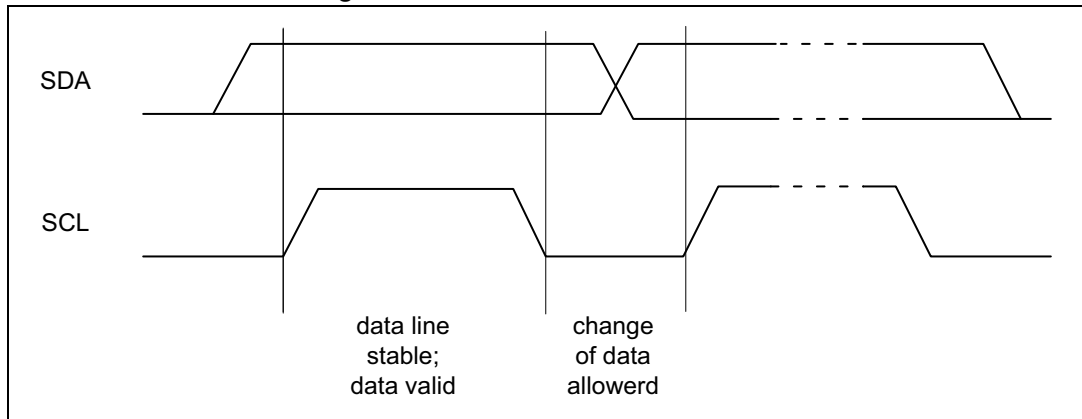 SDA
SCL
data line
stable;
data valid
change
of data
allowerd